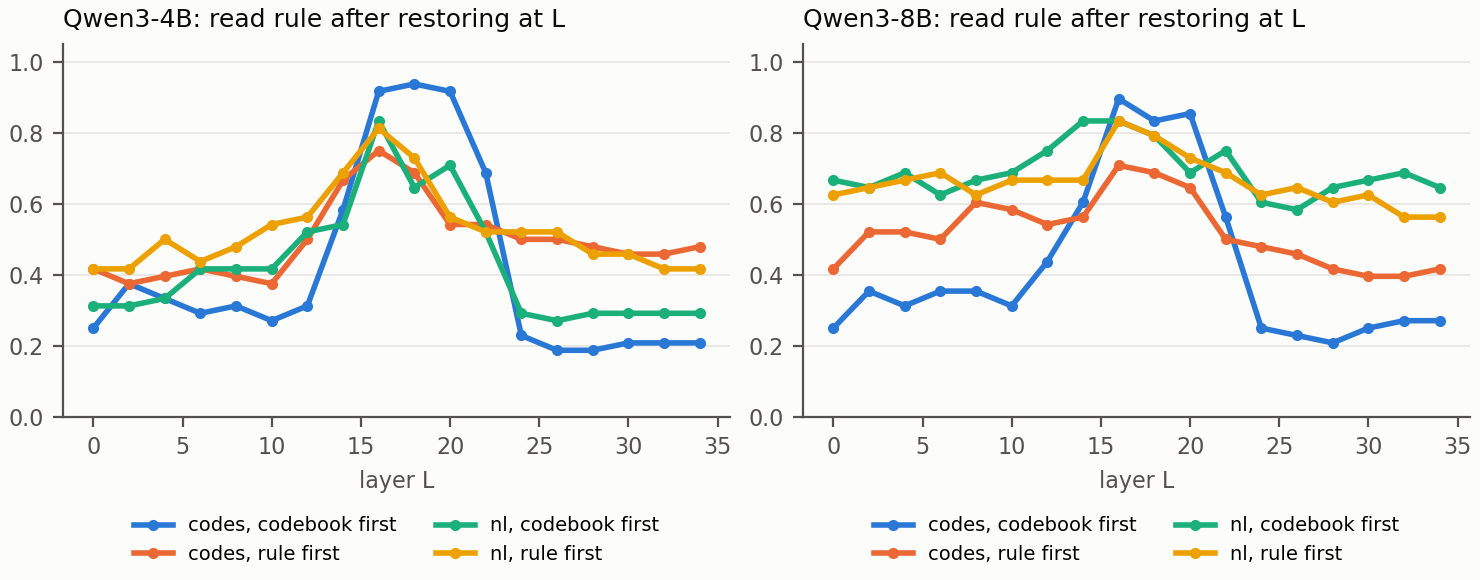 Qwen3-4B: read rule after restoring at L
1.0
0.8
0.6
0.4
0.2
0.0
0 5 10 15 20 25 30 35
layer L
codes, codebook first nl, codebook first
codes, rule first nl, rule first
Qwen3-8B: read rule after restoring at L
1.0
0.8
0.6
0.4
0.2
0.0
0 5 10 15 20 25 30 35
layer L
codes, codebook first nl, codebook first
codes, rule first nl, rule first